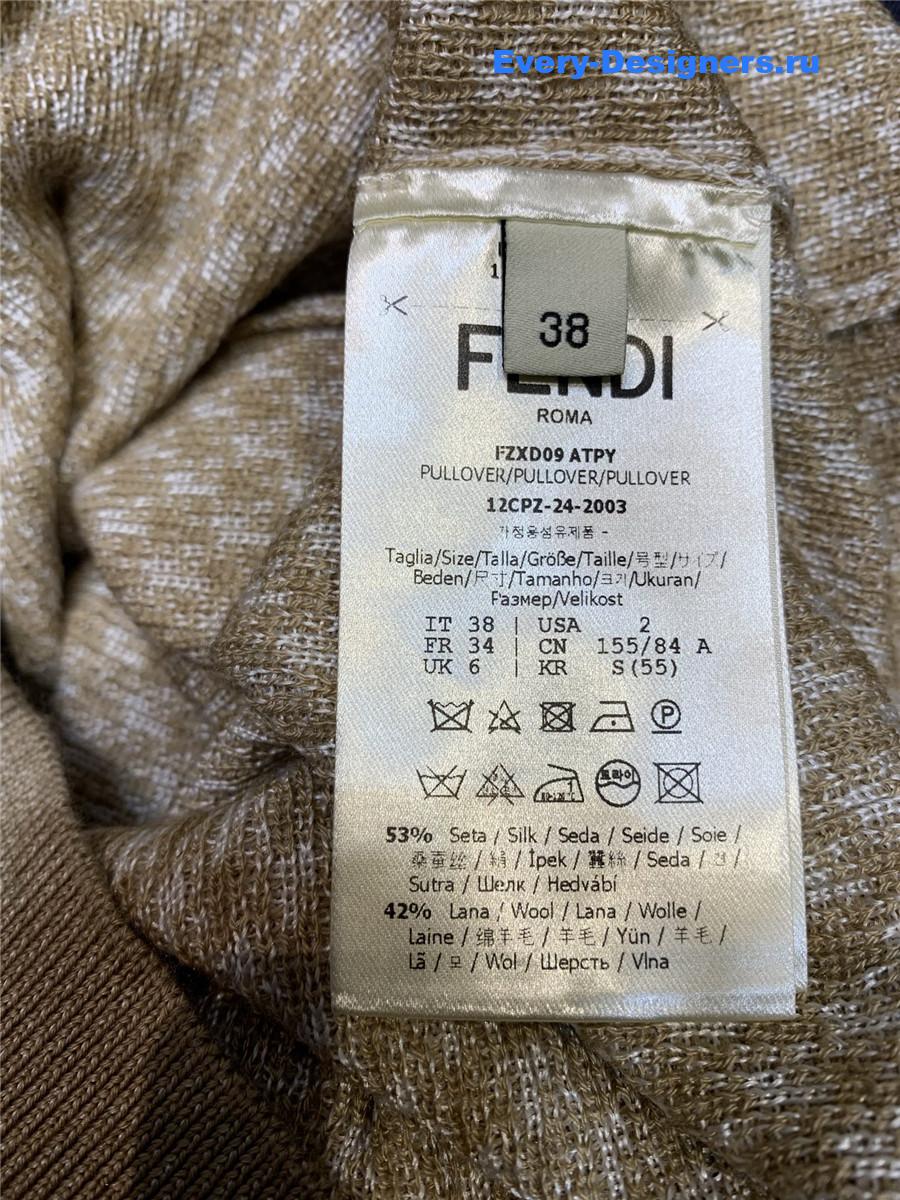 Every-Designers.ru
38
FENDI
ROMA
FZXD09 ATPY
PULLOVER/PULLOVER/PULLOVER
12CPZ-24-2003
가정용섬유제품 -
Taglia/Size/Talla/Größe/Taille/号型/サイズ/
Beden/尺寸/Tamanho/크기/Ukuran/
Размер/Velikost
IT 38 | USA 2
FR 34 | CN 155/84 A
UK 6 | KR S(55)
P
드라이
53% Seta / Silk / Seda / Seide / Soie /
桑蚕丝 / 絹 / İpek / 蠶絲 / Seda / 견 /
Sutra / Шелк / Hedvábí
42% Lana / Wool / Lana / Wolle /
Laine / 绵羊毛 / 羊毛 / Yün / 羊毛 /
Lã / 모 / Wol / Шерсть / Vlna